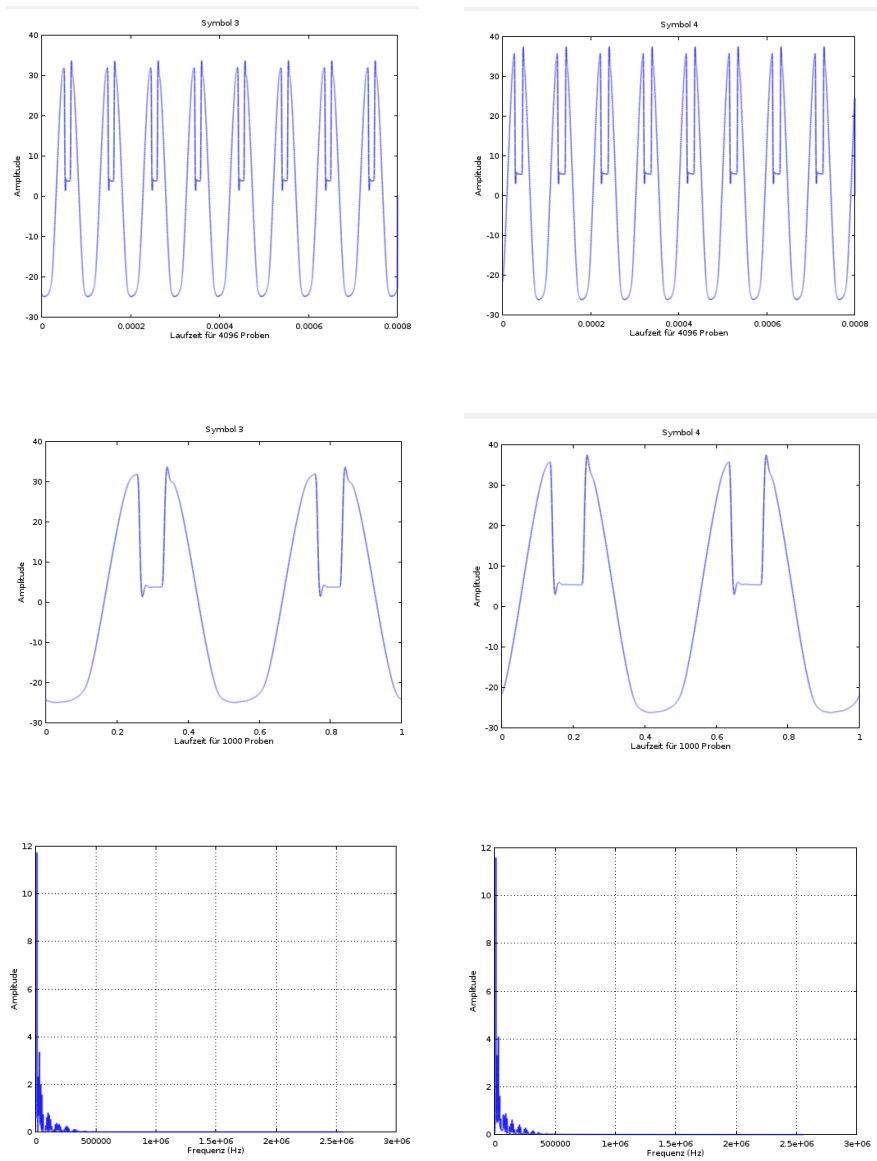 Symbol 3
40
30
20
10
0
-10
-20
-30
Amplitude
0
0.0002
0.0004
0.0006
0.0008
Laufzeit für 4096 Proben
Symbol 4
40
30
20
10
0
-10
-20
-30
Amplitude
0
0.0002
0.0004
0.0006
0.0008
Laufzeit für 4096 Proben
Symbol 3
40
30
20
10
0
-10
-20
-30
Amplitude
0
0.2
0.4
0.6
0.8
1
Laufzeit für 1000 Proben
Symbol 4
40
30
20
10
0
-10
-20
-30
Amplitude
0
0.2
0.4
0.6
0.8
1
Laufzeit für 1000 Proben
12
10
8
6
4
2
0
Amplitude
0
500000
1e+06
1.5e+06
2e+06
2.5e+06
3e+06
Frequenz (Hz)
12
10
8
6
4
2
0
Amplitude
0
500000
1e+06
1.5e+06
2e+06
2.5e+06
3e+06
Frequenz (Hz)